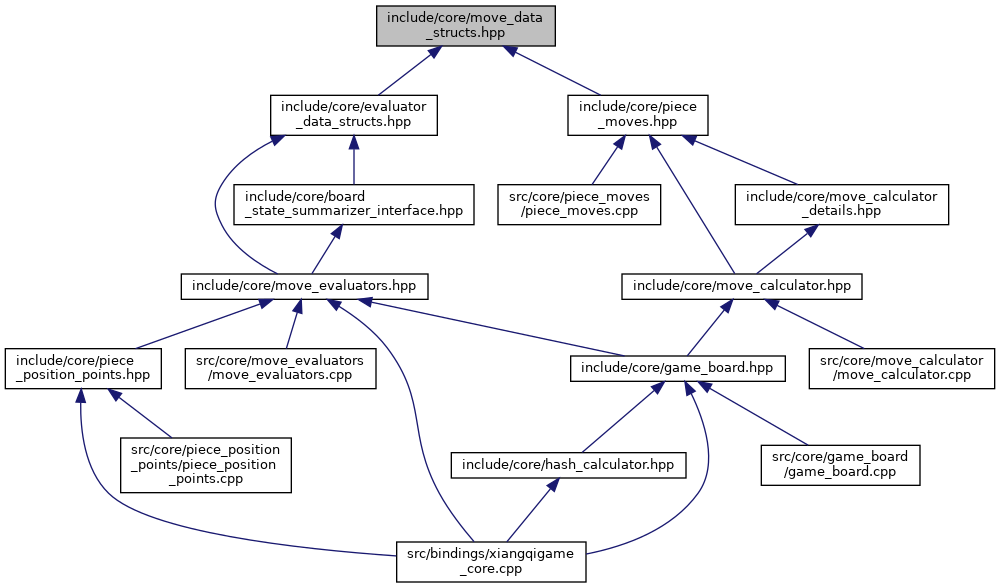 include/core/move_data
_structs.hpp
include/core/evaluator
_data_structs.hpp
include/core/piece
_moves.hpp
include/core/board
_state_summarizer_interface.hpp
src/core/piece_moves
/piece_moves.cpp
include/core/move_calculator
_details.hpp
include/core/move_evaluators.hpp
include/core/move_calculator.hpp
include/core/piece
_position_points.hpp
src/core/move_evaluators
/move_evaluators.cpp
include/core/game_board.hpp
src/core/move_calculator
/move_calculator.cpp
src/core/piece_position
_points/piece_position
_points.cpp
include/core/hash_calculator.hpp
src/core/game_board
/game_board.cpp
src/bindings/xiangqigame
_core.cpp